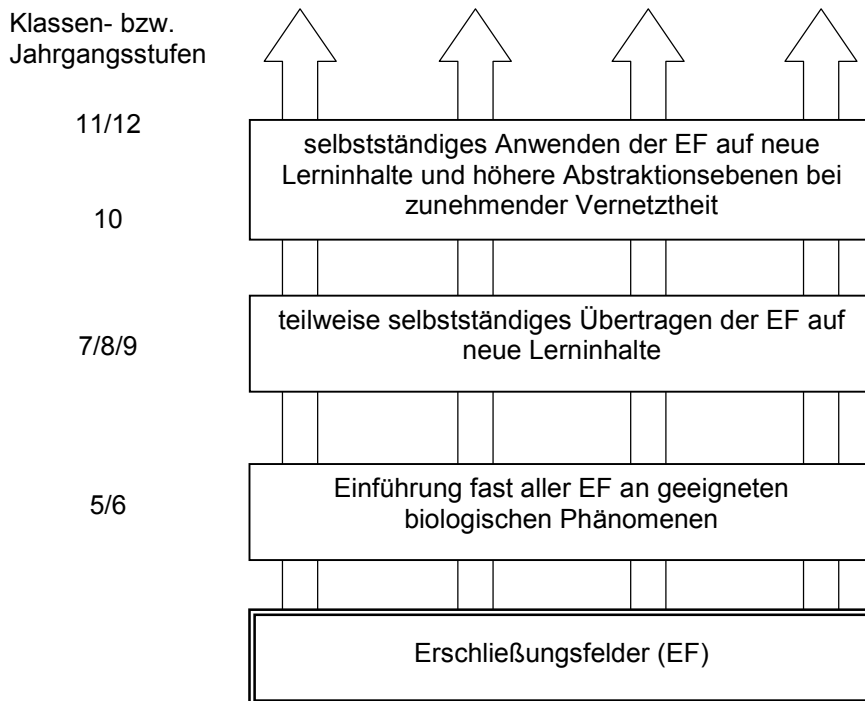 Klassen- bzw.
Jahrgangsstufen
11/12
selbstständiges Anwenden der EF auf neue
Lerninhalte und höhere Abstraktionsebenen bei
zunehmender Vernetztheit
10
teilweise selbstständiges Übertragen der EF auf
neue Lerninhalte
7/8/9
Einführung fast aller EF an geeigneten
biologischen Phänomenen
5/6
Erschließungsfelder (EF)